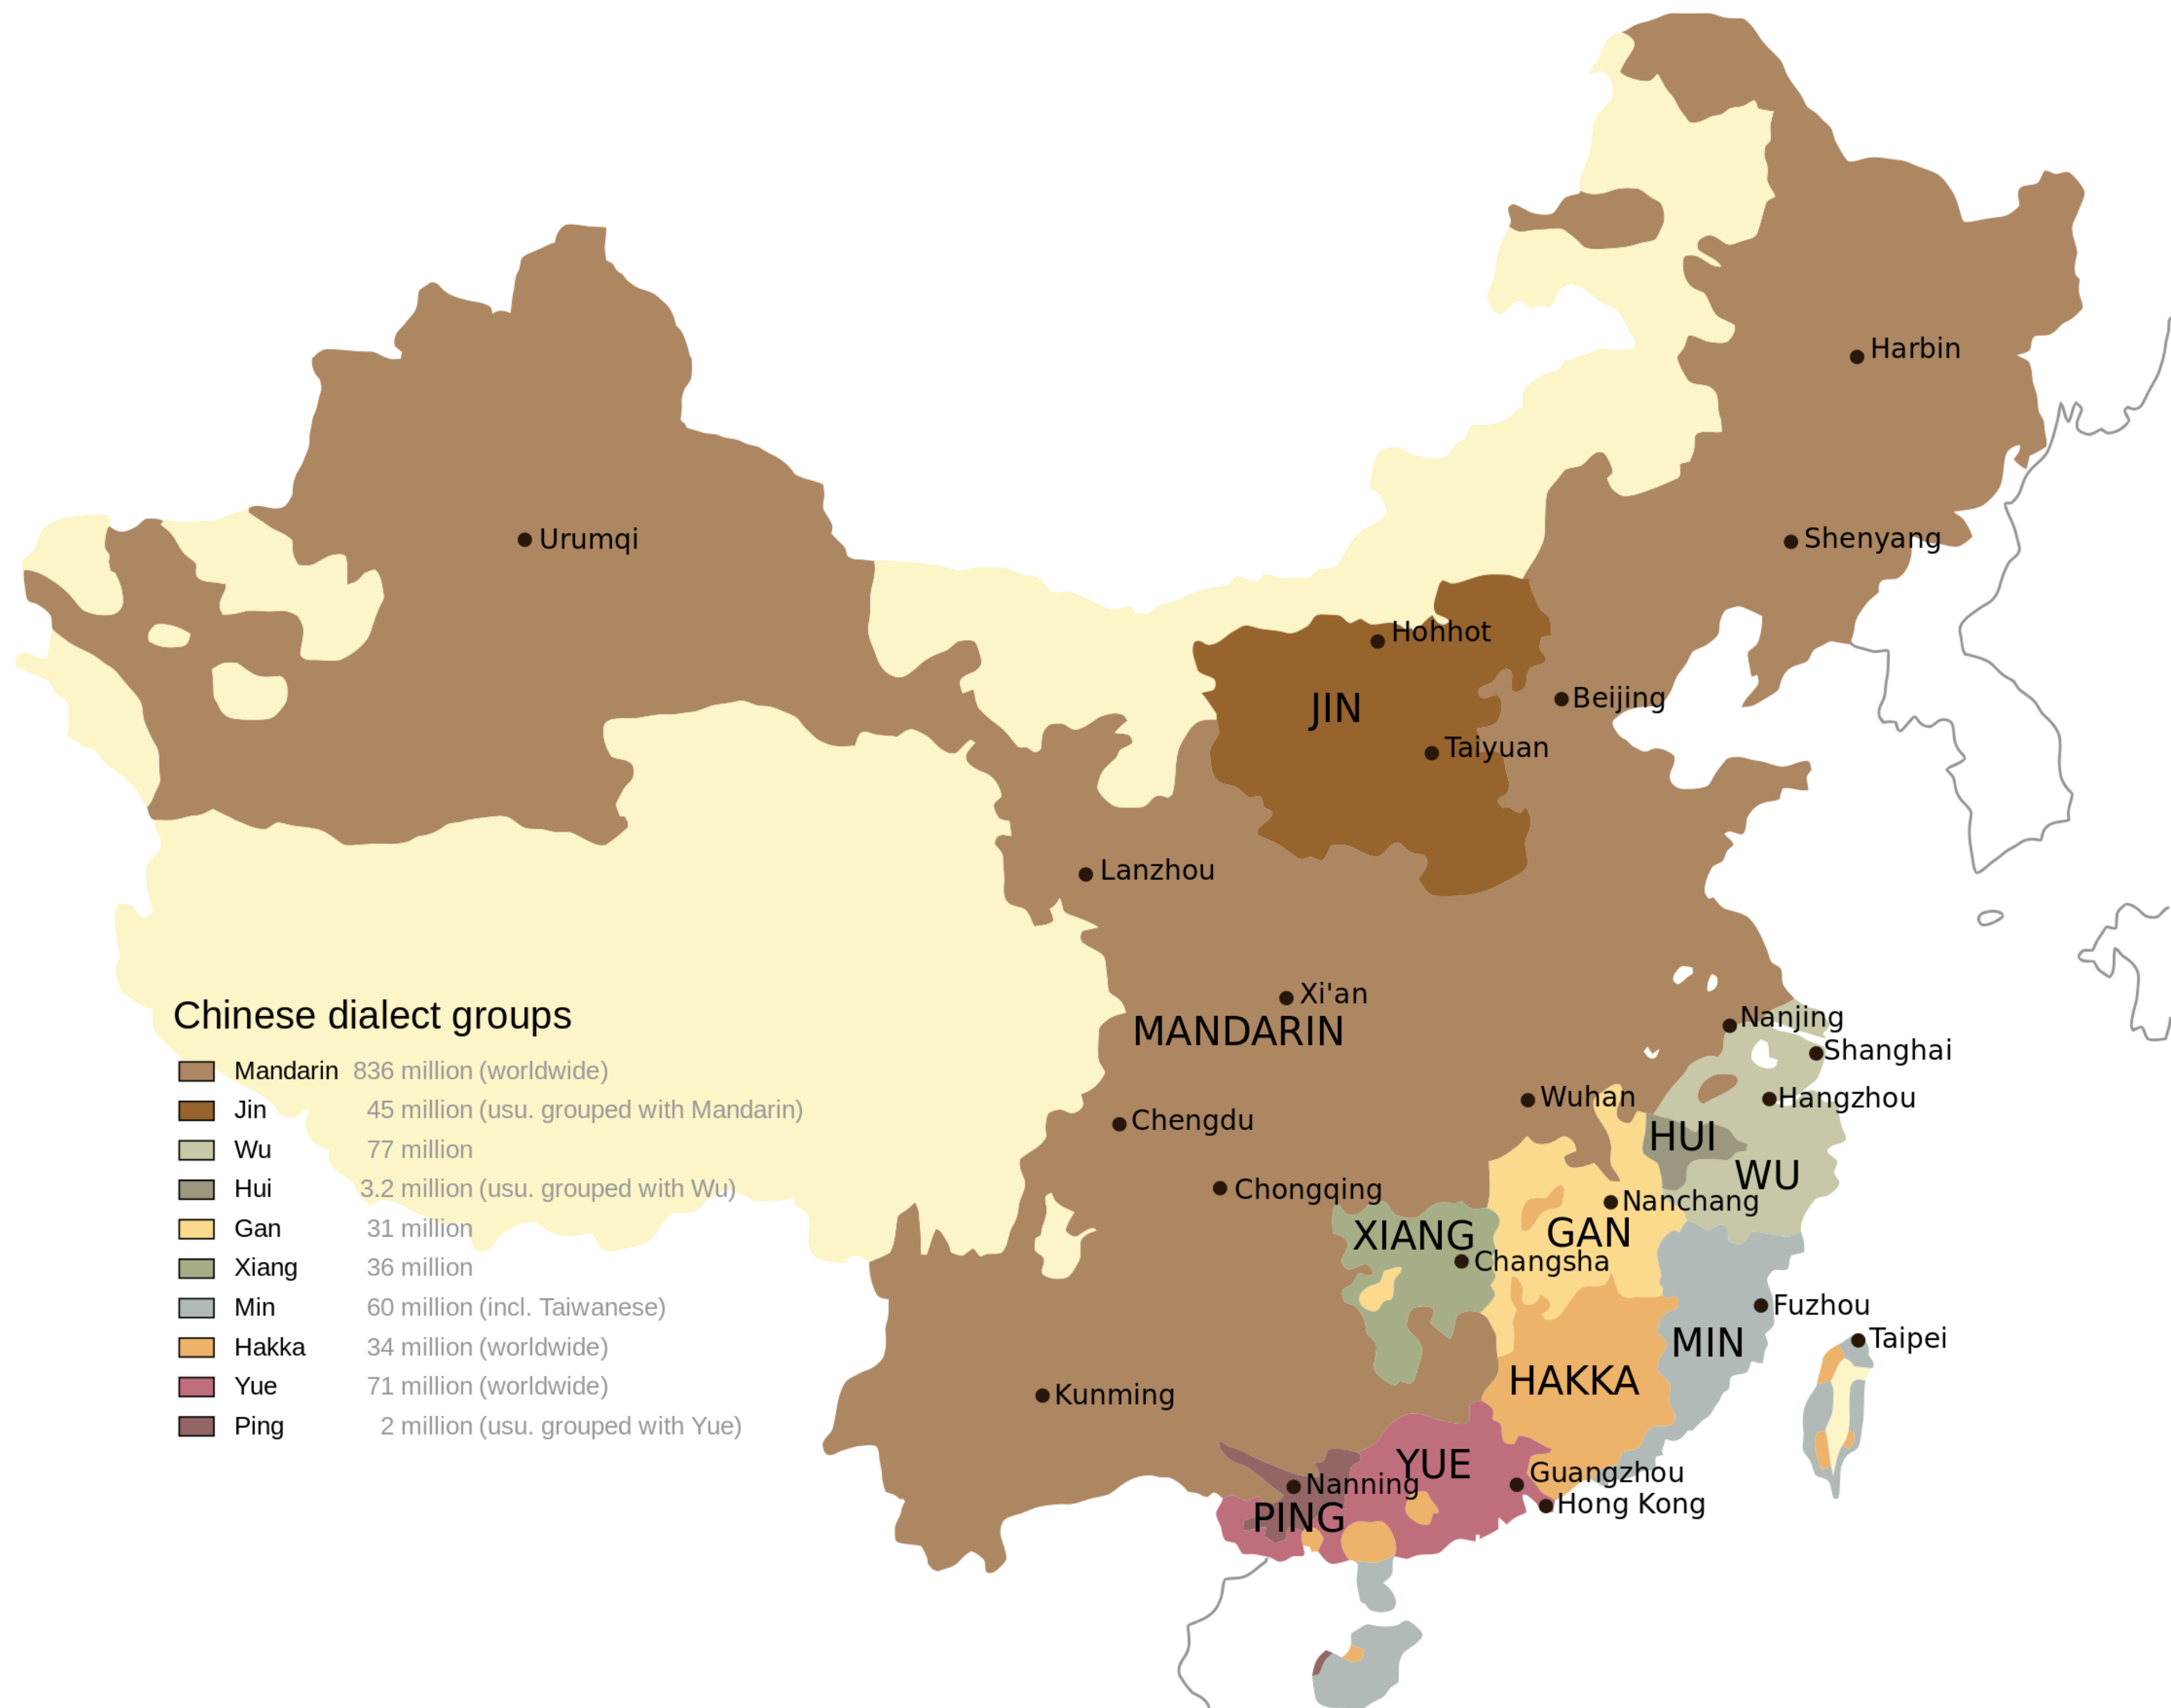 Harbin
Urumqi
Shenyang
Hohhot
Beijing
JIN
Taiyuan
Lanzhou
Xi'an
MANDARIN
Nanjing
Shanghai
Wuhan
Hangzhou
Chengdu
HUI
WU
Chongqing
Nanchang
XIANG
GAN
Changsha
Fuzhou
MIN
Taipei
HAKKA
Kunming
YUE
Guangzhou
Nanning
Hong Kong
PING
Chinese dialect groups
Mandarin 836 million (worldwide)
Jin 45 million (usu. grouped with Mandarin)
Wu 77 million
Hui 3.2 million (usu. grouped with Wu)
Gan 31 million
Xiang 36 million
Min 60 million (incl. Taiwanese)
Hakka 34 million (worldwide)
Yue 71 million (worldwide)
Ping 2 million (usu. grouped with Yue)